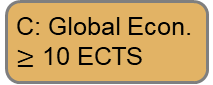 C: Global Econ.
≥ 10 ECTS